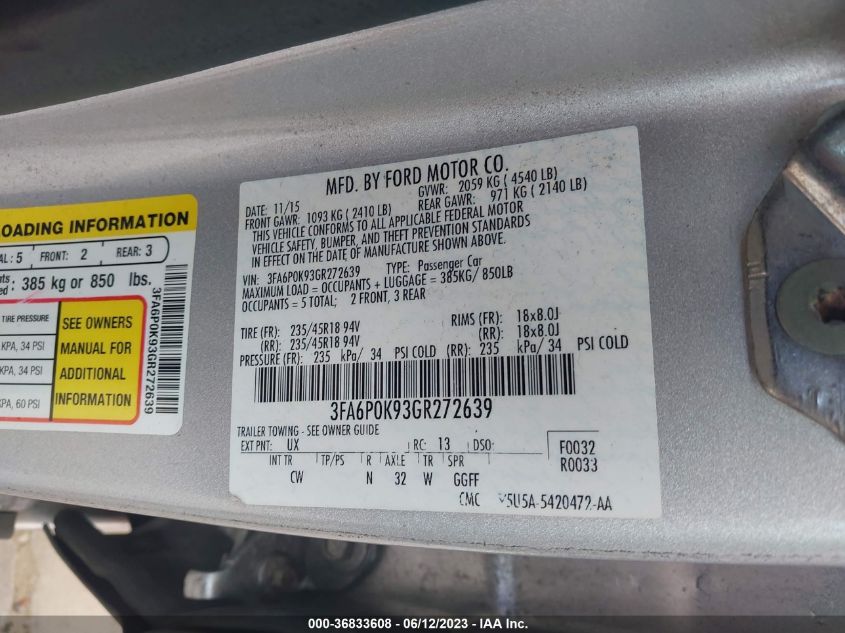 OADING INFORMATION
AL: 5 FRONT: 2 REAR: 3
385 kg or 850 lbs.
TIRE PRESSURE
KPA, 34 PSI
KPA, 34 PSI
KPA, 60 PSI
SEE OWNERS
MANUAL FOR
ADDITIONAL
INFORMATION
3FA6P0K93GR272639
MFD. BY FORD MOTOR CO.
DATE: 11/15 GVWR: 2059 KG ( 4540 LB)
FRONT GAWR: 1093 KG ( 2410 LB) REAR GAWR: 971 KG ( 2140 LB)
THIS VEHICLE CONFORMS TO ALL APPLICABLE FEDERAL MOTOR
VEHICLE SAFETY, BUMPER, AND THEFT PREVENTION STANDARDS
IN EFFECT ON THE DATE OF MANUFACTURE SHOWN ABOVE.
VIN: 3FA6P0K93GR272639 TYPE: Passenger Car
MAXIMUM LOAD = OCCUPANTS + LUGGAGE = 385KG/ 850LB
OCCUPANTS = 5 TOTAL; 2 FRONT, 3 REAR
TIRE (FR): 235/45R18 94V RIMS (FR): 18x8.0J
(RR): 235/45R18 94V (RR): 18x8.0J
PRESSURE (FR): 235 kPa/ 34 PSI COLD (RR): 235 kPa/ 34 PSI COLD
3FA6P0K93GR272639
TRAILER TOWING - SEE OWNER GUIDE
EXT PNT: UX RC: 13 DSO: F0032
INT TR TP/PS R AXLE TR SPR R0033
CW N 32 W GGFF
CMC 5U5A-5420472-AA
000-36833608 - 06/12/2023 - IAA Inc.